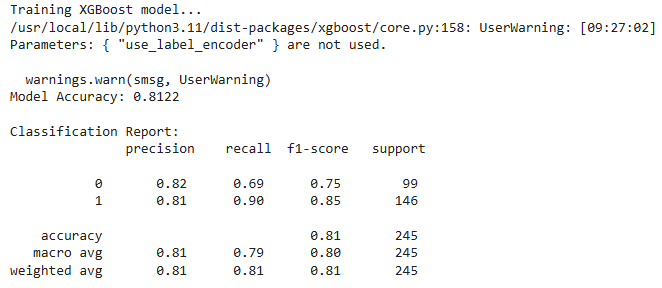 Training XGBoost model...
/usr/local/lib/python3.11/dist-packages/xgboost/core.py:158: UserWarning: [09:27:02]
Parameters: { "use_label_encoder" } are not used.
warnings.warn(smsg, UserWarning)
Model Accuracy: 0.8122
Classification Report:
precision recall f1-score support
0 0.82 0.69 0.75 99
1 0.81 0.90 0.85 146
accuracy 0.81 245
macro avg 0.81 0.79 0.80 245
weighted avg 0.81 0.81 0.81 245